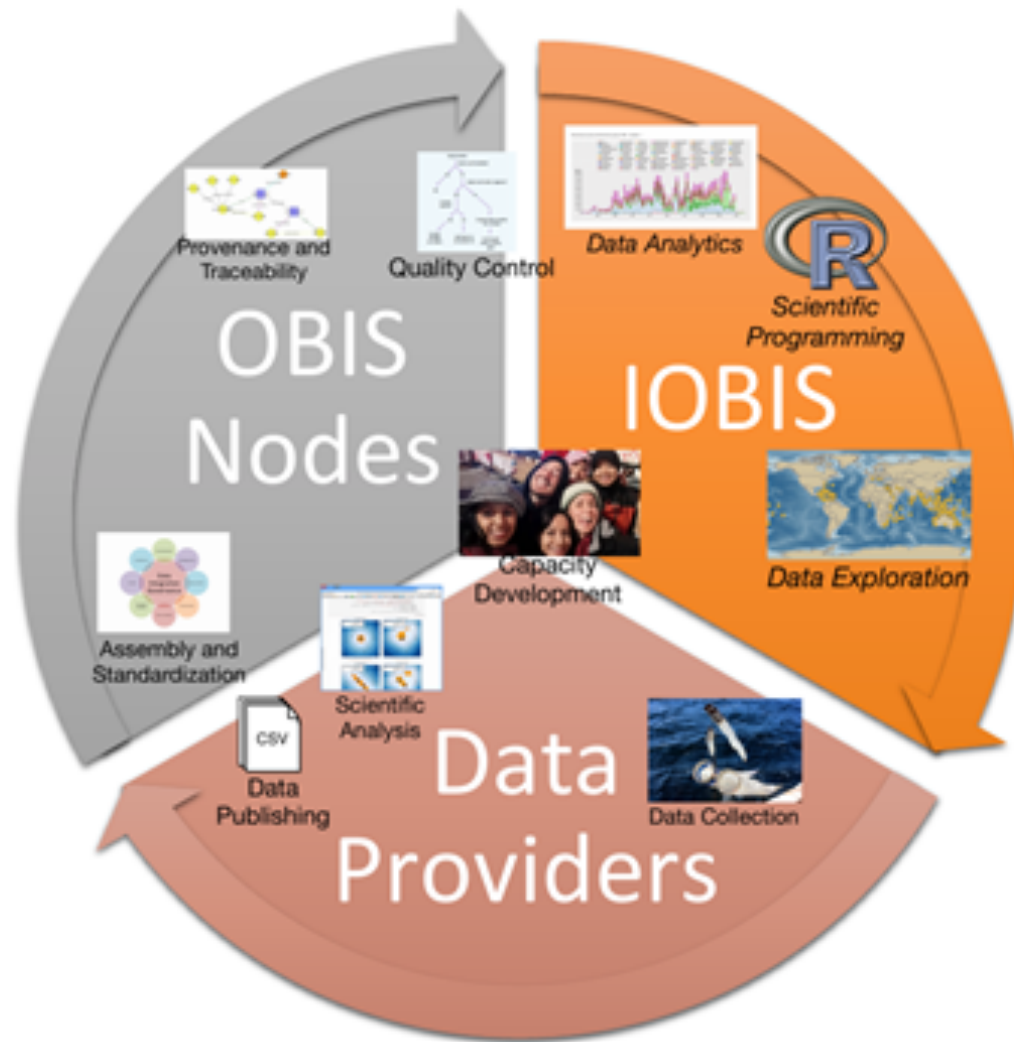 Provenance and
Traceability
Quality Control
OBIS
Nodes
Assembly and
Standardization
Data Analytics
R
Scientific
Programming
IOBIS
Data Exploration
Capacity
Development
Scientific
Analysis
CSV
Data
Publishing
Data
Providers
Data Collection